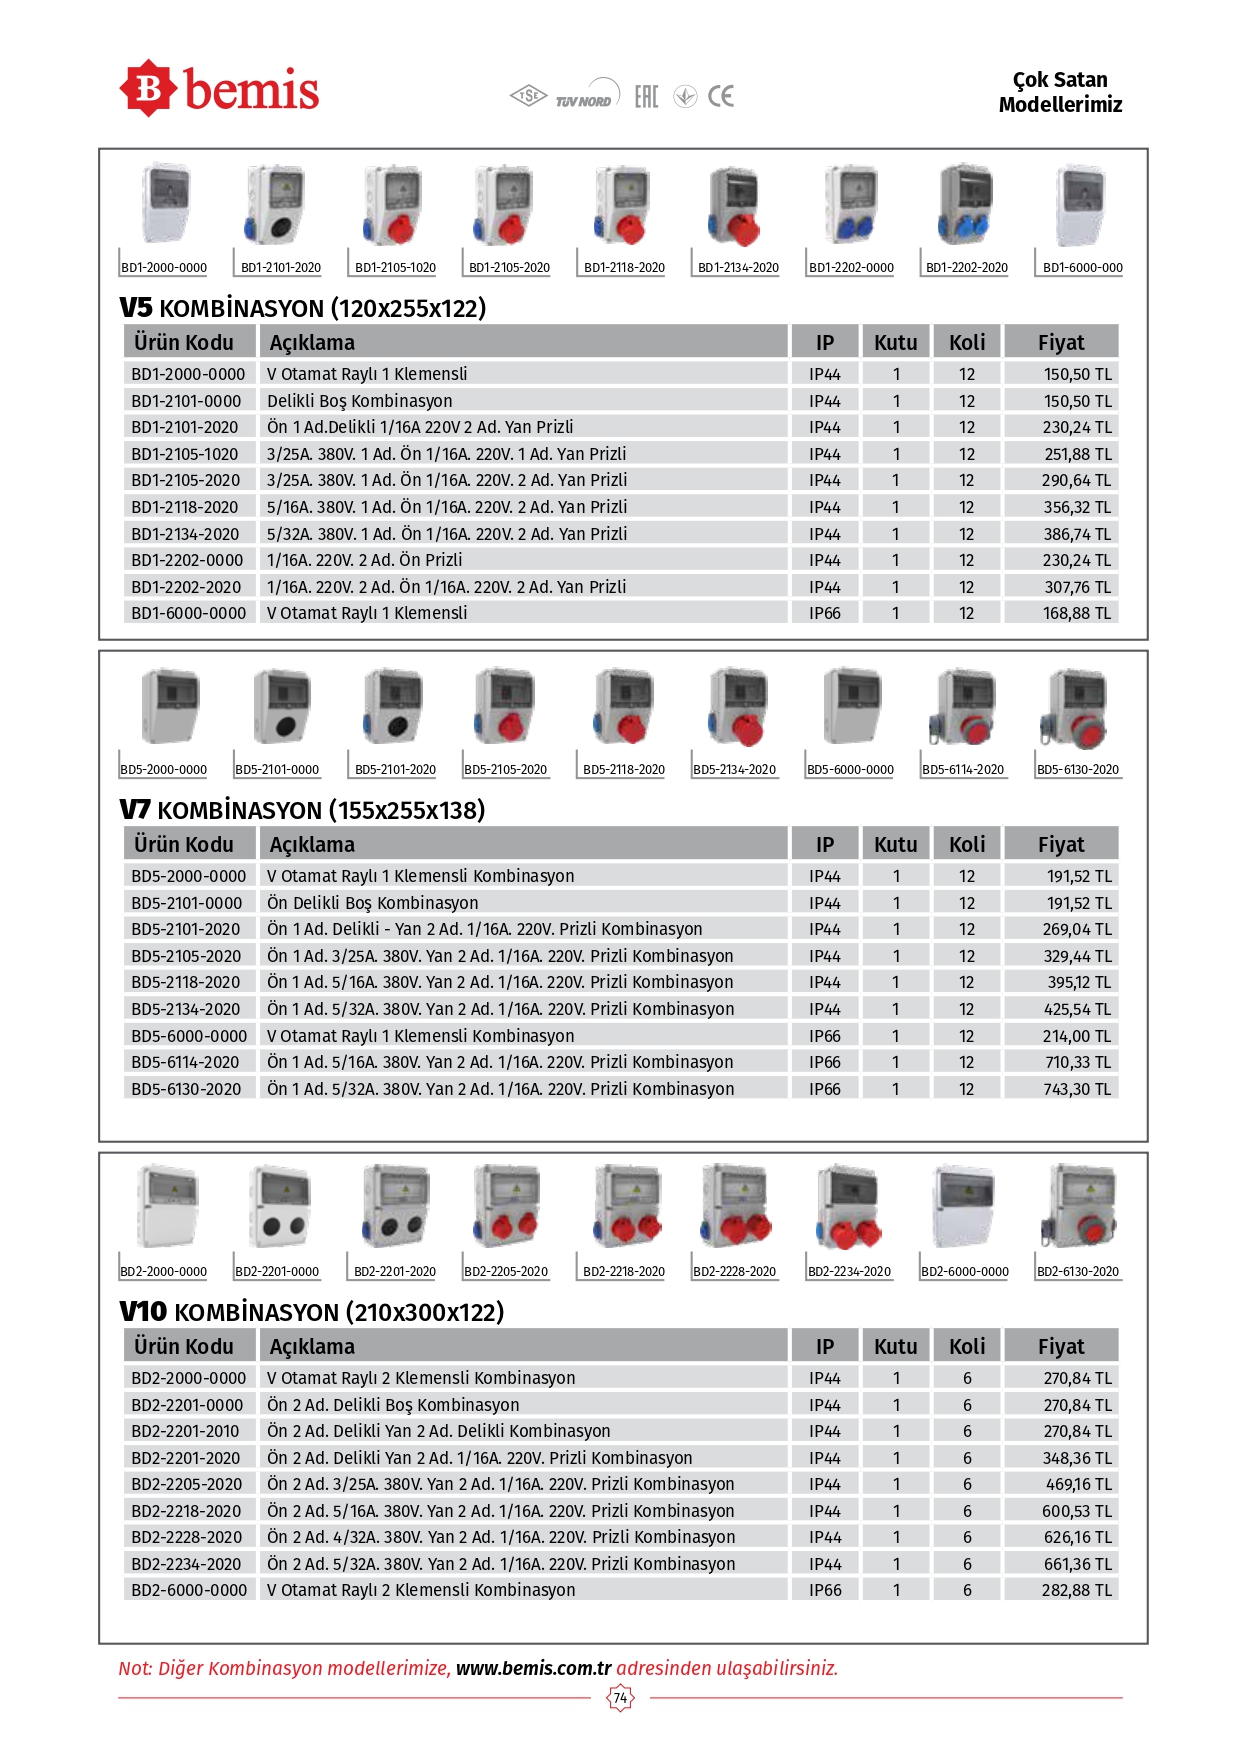 B bemis
TSE TÜV NORD EAC CE
Çok Satan
Modellerimiz
BD1-2000-0000 BD1-2101-2020 BD1-2105-1020 BD1-2105-2020 BD1-2118-2020 BD1-2134-2020 BD1-2202-0000 BD1-2202-2020 BD1-6000-000
V5 KOMBİNASYON (120x255x122)
Ürün Kodu Açıklama IP Kutu Koli Fiyat
BD1-2000-0000 V Otamat Raylı 1 Klemensli IP44 1 12 150,50 TL
BD1-2101-0000 Delikli Boş Kombinasyon IP44 1 12 150,50 TL
BD1-2101-2020 Ön 1 Ad.Delikli 1/16A 220V 2 Ad. Yan Prizli IP44 1 12 230,24 TL
BD1-2105-1020 3/25A. 380V. 1 Ad. Ön 1/16A. 220V. 1 Ad. Yan Prizli IP44 1 12 251,88 TL
BD1-2105-2020 3/25A. 380V. 1 Ad. Ön 1/16A. 220V. 2 Ad. Yan Prizli IP44 1 12 290,64 TL
BD1-2118-2020 5/16A. 380V. 1 Ad. Ön 1/16A. 220V. 2 Ad. Yan Prizli IP44 1 12 356,32 TL
BD1-2134-2020 5/32A. 380V. 1 Ad. Ön 1/16A. 220V. 2 Ad. Yan Prizli IP44 1 12 386,74 TL
BD1-2202-0000 1/16A. 220V. 2 Ad. Ön Prizli IP44 1 12 230,24 TL
BD1-2202-2020 1/16A. 220V. 2 Ad. Ön 1/16A. 220V. 2 Ad. Yan Prizli IP44 1 12 307,76 TL
BD1-6000-0000 V Otamat Raylı 1 Klemensli IP66 1 12 168,88 TL
BD5-2000-0000 BD5-2101-0000 BD5-2101-2020 BD5-2105-2020 BD5-2118-2020 BD5-2134-2020 BD5-6000-0000 BD5-6114-2020 BD5-6130-2020
V7 KOMBİNASYON (155x255x138)
Ürün Kodu Açıklama IP Kutu Koli Fiyat
BD5-2000-0000 V Otamat Raylı 1 Klemensli Kombinasyon IP44 1 12 191,52 TL
BD5-2101-0000 Ön Delikli Boş Kombinasyon IP44 1 12 191,52 TL
BD5-2101-2020 Ön 1 Ad. Delikli - Yan 2 Ad. 1/16A. 220V. Prizli Kombinasyon IP44 1 12 269,04 TL
BD5-2105-2020 Ön 1 Ad. 3/25A. 380V. Yan 2 Ad. 1/16A. 220V. Prizli Kombinasyon IP44 1 12 329,44 TL
BD5-2118-2020 Ön 1 Ad. 5/16A. 380V. Yan 2 Ad. 1/16A. 220V. Prizli Kombinasyon IP44 1 12 395,12 TL
BD5-2134-2020 Ön 1 Ad. 5/32A. 380V. Yan 2 Ad. 1/16A. 220V. Prizli Kombinasyon IP44 1 12 425,54 TL
BD5-6000-0000 V Otamat Raylı 1 Klemensli Kombinasyon IP66 1 12 214,00 TL
BD5-6114-2020 Ön 1 Ad. 5/16A. 380V. Yan 2 Ad. 1/16A. 220V. Prizli Kombinasyon IP66 1 12 710,33 TL
BD5-6130-2020 Ön 1 Ad. 5/32A. 380V. Yan 2 Ad. 1/16A. 220V. Prizli Kombinasyon IP66 1 12 743,30 TL
BD2-2000-0000 BD2-2201-0000 BD2-2201-2020 BD2-2205-2020 BD2-2218-2020 BD2-2228-2020 BD2-2234-2020 BD2-6000-0000 BD2-6130-2020
V10 KOMBİNASYON (210x300x122)
Ürün Kodu Açıklama IP Kutu Koli Fiyat
BD2-2000-0000 V Otamat Raylı 2 Klemensli Kombinasyon IP44 1 6 270,84 TL
BD2-2201-0000 Ön 2 Ad. Delikli Boş Kombinasyon IP44 1 6 270,84 TL
BD2-2201-2010 Ön 2 Ad. Delikli Yan 2 Ad. Delikli Kombinasyon IP44 1 6 270,84 TL
BD2-2201-2020 Ön 2 Ad. Delikli Yan 2 Ad. 1/16A. 220V. Prizli Kombinasyon IP44 1 6 348,36 TL
BD2-2205-2020 Ön 2 Ad. 3/25A. 380V. Yan 2 Ad. 1/16A. 220V. Prizli Kombinasyon IP44 1 6 469,16 TL
BD2-2218-2020 Ön 2 Ad. 5/16A. 380V. Yan 2 Ad. 1/16A. 220V. Prizli Kombinasyon IP44 1 6 600,53 TL
BD2-2228-2020 Ön 2 Ad. 4/32A. 380V. Yan 2 Ad. 1/16A. 220V. Prizli Kombinasyon IP44 1 6 626,16 TL
BD2-2234-2020 Ön 2 Ad. 5/32A. 380V. Yan 2 Ad. 1/16A. 220V. Prizli Kombinasyon IP44 1 6 661,36 TL
BD2-6000-0000 V Otamat Raylı 2 Klemensli Kombinasyon IP66 1 6 282,88 TL
Not: Diğer Kombinasyon modellerimize, www.bemis.com.tr adresinden ulaşabilirsiniz.
74